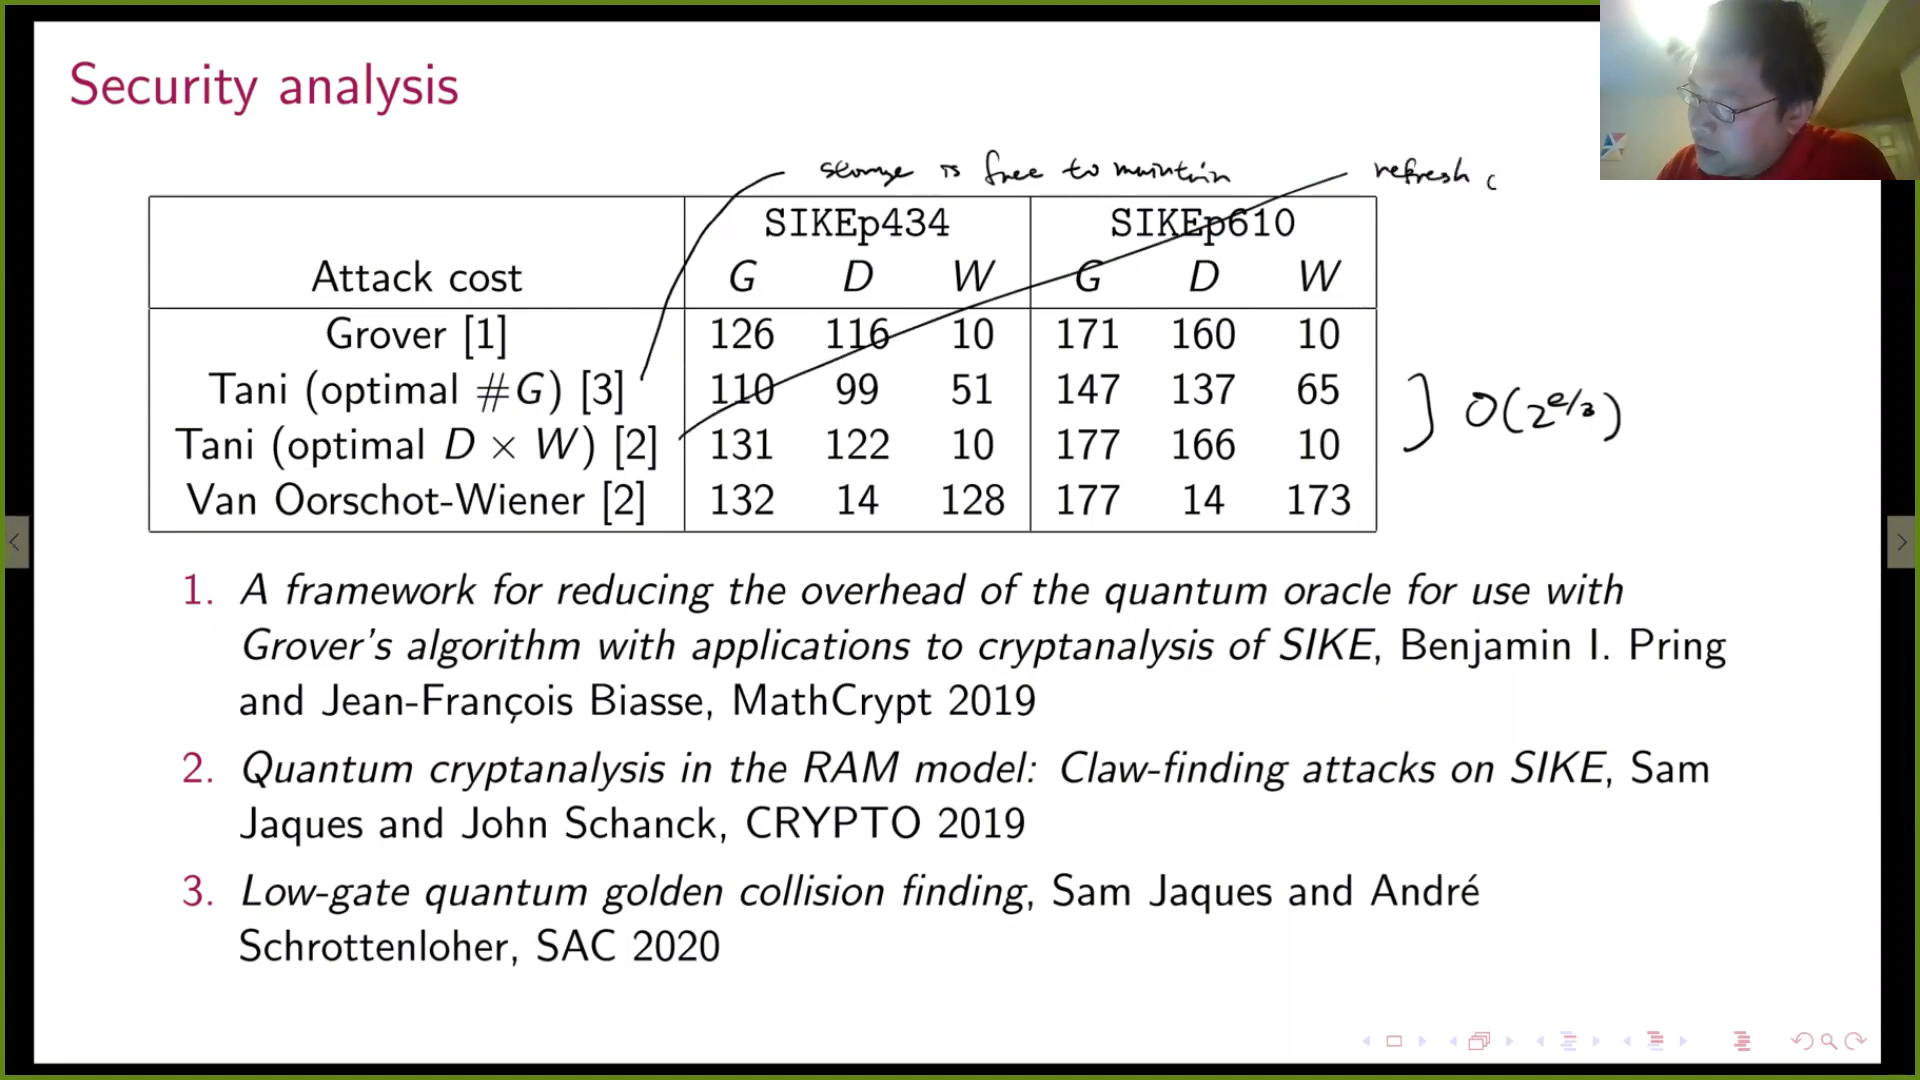 Security analysis
storage is free to maintain
refresh c
SIKEp434 SIKEp610
Attack cost G D W G D W
Grover [1] 126 116 10 171 160 10
Tani (optimal #G) [3] 110 99 51 147 137 65
Tani (optimal D × W) [2] 131 122 10 177 166 10
Van Oorschot-Wiener [2] 132 14 128 177 14 173
] O(2^{e/3})
1. A framework for reducing the overhead of the quantum oracle for use with
Grover's algorithm with applications to cryptanalysis of SIKE, Benjamin I. Pring
and Jean-François Biasse, MathCrypt 2019
2. Quantum cryptanalysis in the RAM model: Claw-finding attacks on SIKE, Sam
Jaques and John Schanck, CRYPTO 2019
3. Low-gate quantum golden collision finding, Sam Jaques and André
Schrottenloher, SAC 2020